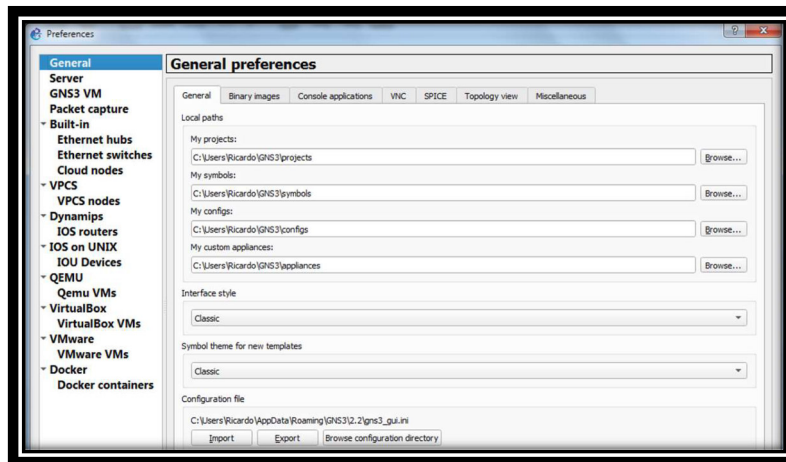 Preferences
General
Server
GNS3 VM
Packet capture
Built-in
Ethernet hubs
Ethernet switches
Cloud nodes
VPCS
VPCS nodes
Dynamips
IOS routers
IOS on UNIX
IOU Devices
QEMU
Qemu VMs
VirtualBox
VirtualBox VMs
VMware
VMware VMs
Docker
Docker containers
General preferences
General Binary images Console applications VNC SPICE Topology view Miscellaneous
Local paths
My projects:
C:\Users\Ricardo\GNS3\projects Browse...
My symbols:
C:\Users\Ricardo\GNS3\symbols Browse...
My configs:
C:\Users\Ricardo\GNS3\configs Browse...
My custom appliances:
C:\Users\Ricardo\GNS3\appliances Browse...
Interface style
Classic
Symbol theme for new templates
Classic
Configuration file
C:\Users\Ricardo\AppData\Roaming\GNS3\2.2\gns3_gui.ini
Import Export Browse configuration directory